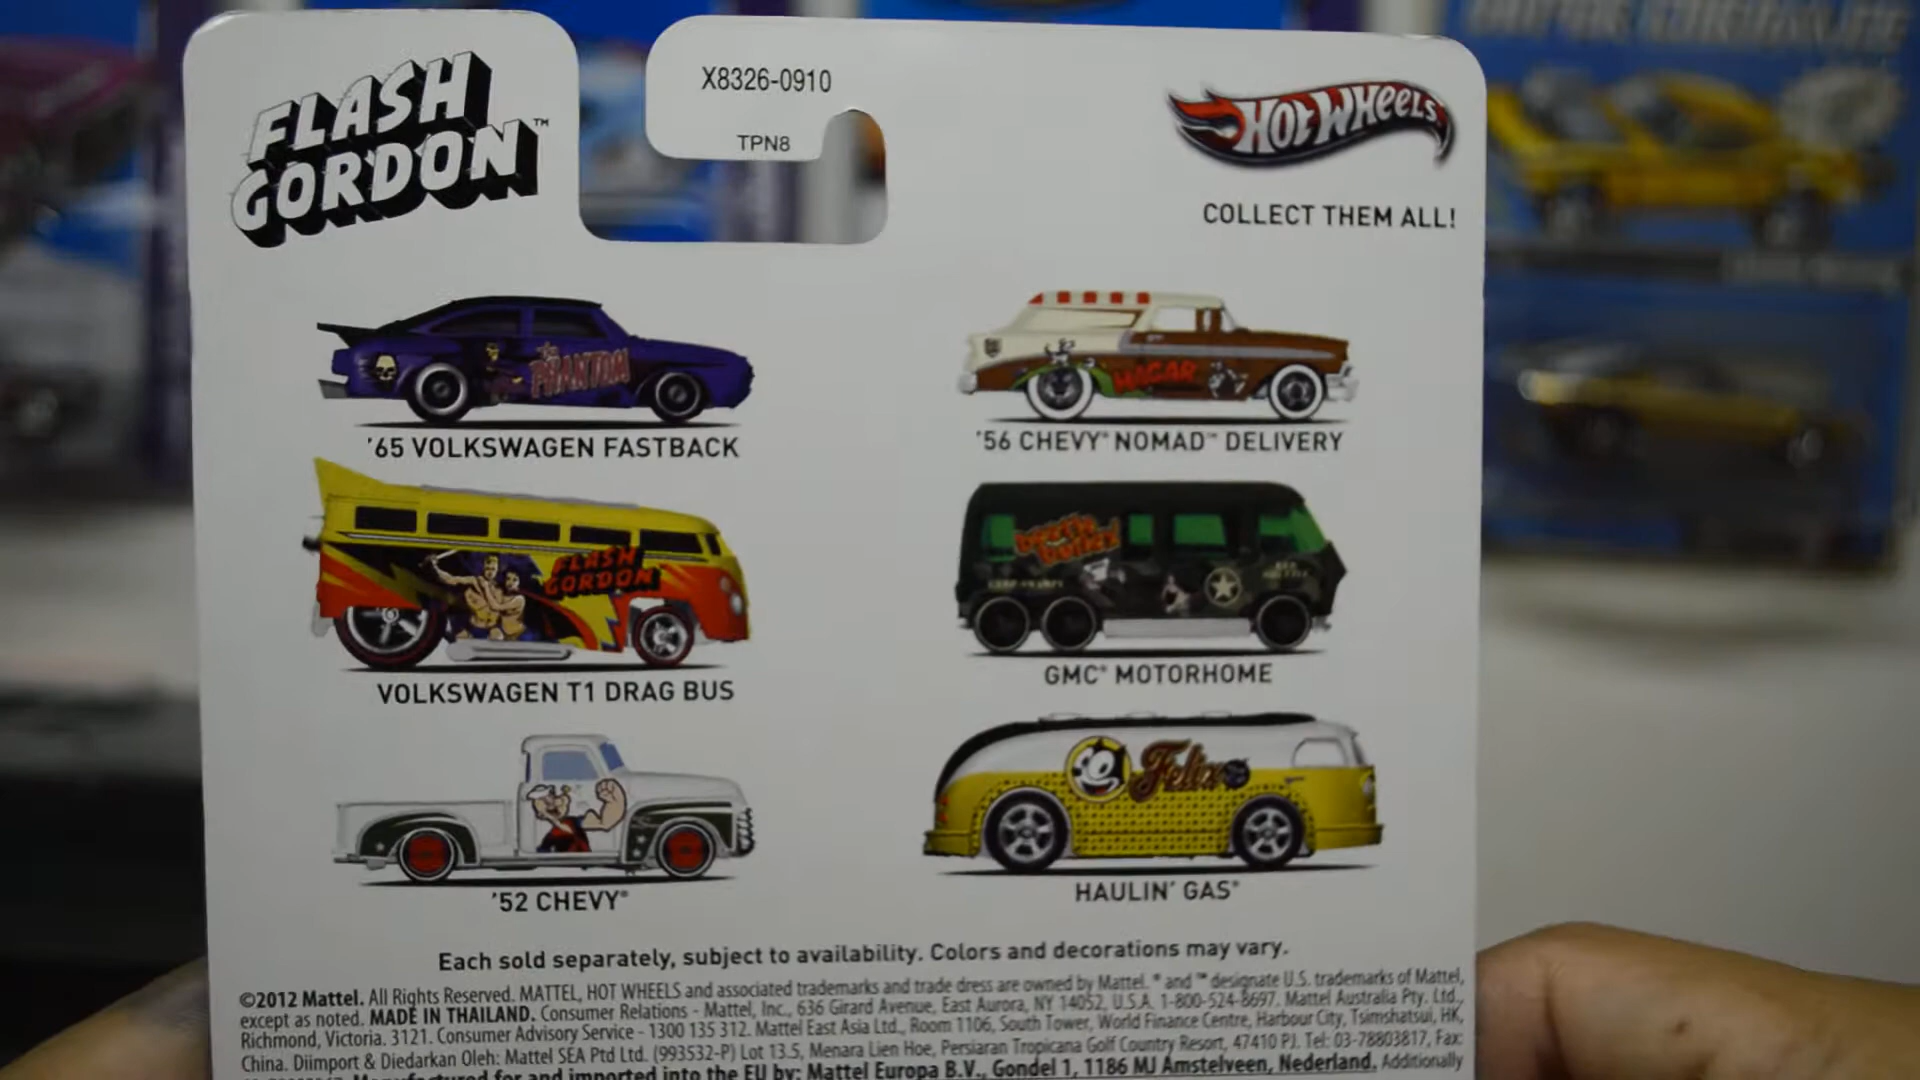 FLASH
GORDON™
X8326-0910
TPN8
HOT WHEELS
COLLECT THEM ALL!
THE
PHANTOM
'65 VOLKSWAGEN FASTBACK
HAGAR
'56 CHEVY® NOMAD™ DELIVERY
FLASH
GORDON
VOLKSWAGEN T1 DRAG BUS
beetle
bailey
GMC® MOTORHOME
'52 CHEVY®
Felix
HAULIN' GAS®
Each sold separately, subject to availability. Colors and decorations may vary.
©2012 Mattel. All Rights Reserved. MATTEL, HOT WHEELS and associated trademarks and trade dress are owned by Mattel. ® and ™ designate U.S. trademarks of Mattel,
except as noted. MADE IN THAILAND. Consumer Relations - Mattel, Inc., 636 Girard Avenue, East Aurora, NY 14052, U.S.A. 1-800-524-8697. Mattel Australia Pty. Ltd.,
Richmond, Victoria. 3121. Consumer Advisory Service - 1300 135 312. Mattel East Asia Ltd., Room 1106, South Tower, World Finance Centre, Harbour City, Tsimshatsui, HK,
China. Diimport & Diedarkan Oleh: Mattel SEA Ptd Ltd. (993532-P) Lot 13.5, Menara Lien Hoe, Persiaran Tropicana Golf Country Resort, 47410 PJ. Tel: 03-78803817, Fax:
Manufactured for and imported into the EU by: Mattel Europa B.V., Gondel 1, 1186 MJ Amstelveen, Nederland. Additionally